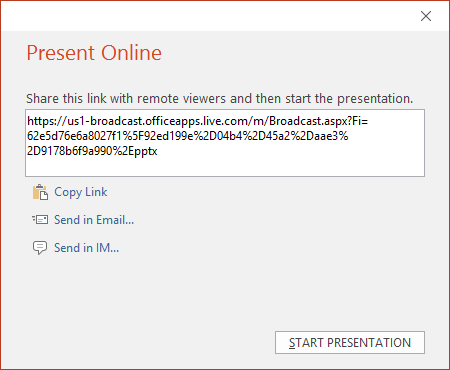 Present Online
Share this link with remote viewers and then start the presentation.
https://us1-broadcast.officeapps.live.com/m/Broadcast.aspx?Fi=
62e5d76e6a8027f1%5F92ed199e%2D04b4%2D45a2%2Daae3%
2D9178b6f9a990%2Epptx
Copy Link
Send in Email...
Send in IM...
START PRESENTATION